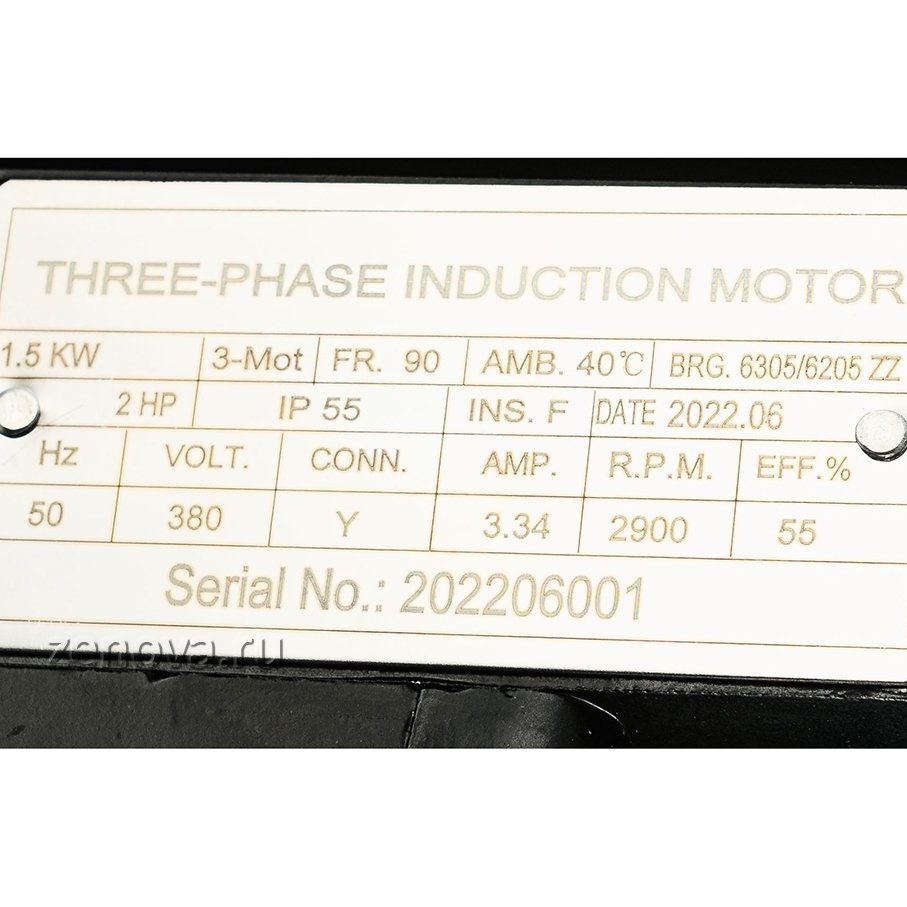 THREE-PHASE INDUCTION MOTOR
1.5 KW 3-Mot FR. 90 AMB. 40℃ BRG. 6305/6205 ZZ
2 HP IP 55 INS. F DATE 2022.06
Hz VOLT. CONN. AMP. R.P.M. EFF.%
50 380 Y 3.34 2900 55
Serial No.: 202206001
zenova.ru